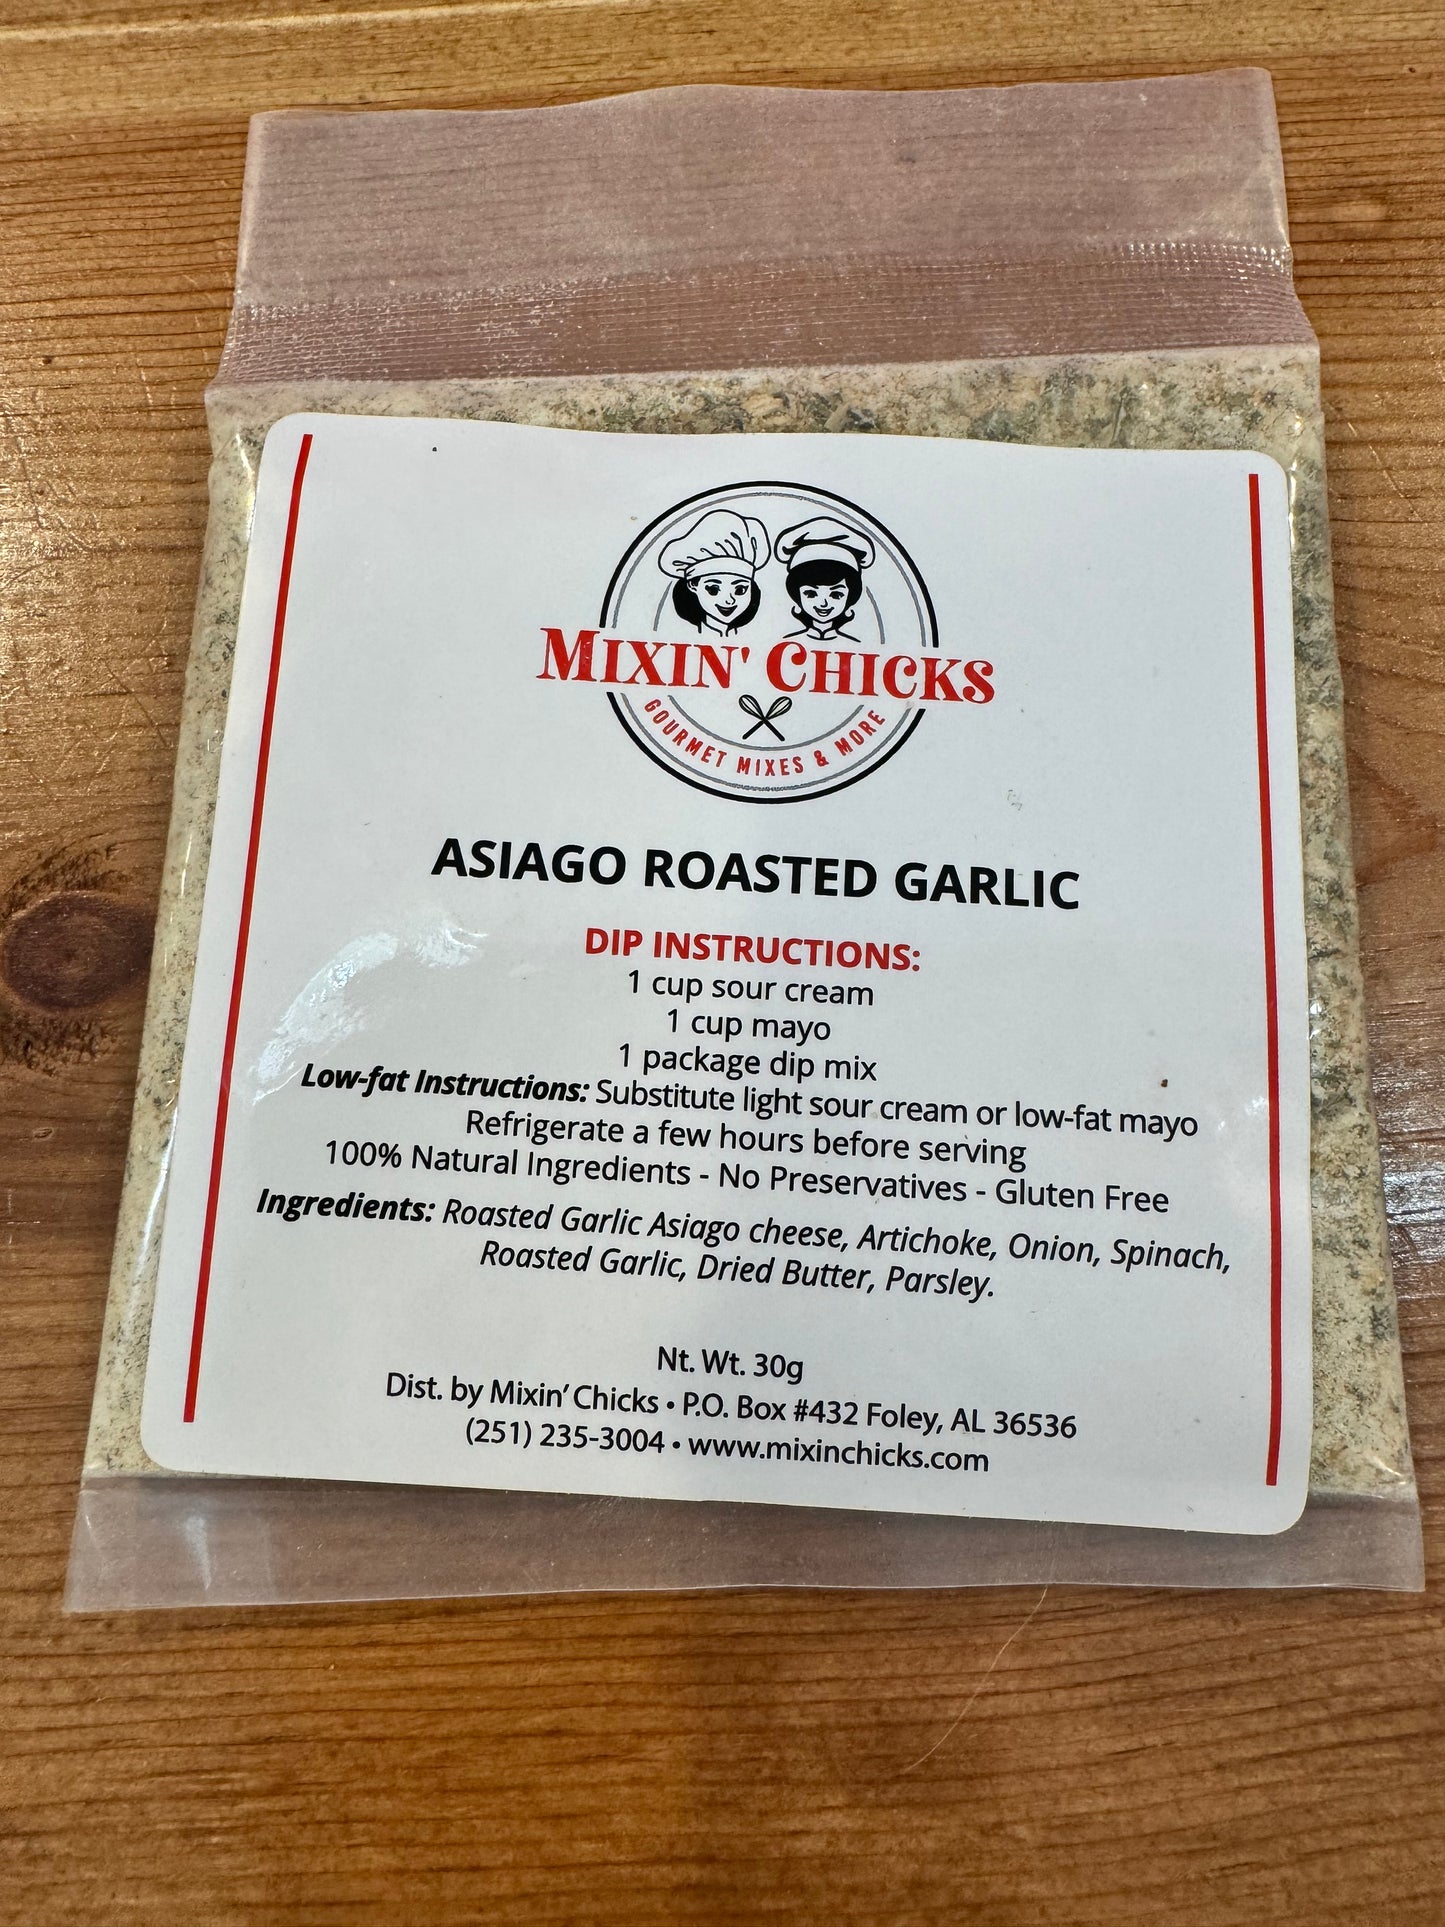 MIXIN' CHICKS
GOURMET MIXES & MORE
ASIAGO ROASTED GARLIC
DIP INSTRUCTIONS:
1 cup sour cream
1 cup mayo
1 package dip mix
Low-fat Instructions: Substitute light sour cream or low-fat mayo
Refrigerate a few hours before serving
100% Natural Ingredients - No Preservatives - Gluten Free
Ingredients: Roasted Garlic Asiago cheese, Artichoke, Onion, Spinach,
Roasted Garlic, Dried Butter, Parsley.
Nt. Wt. 30g
Dist. by Mixin' Chicks • P.O. Box #432 Foley, AL 36536
(251) 235-3004 • www.mixinchicks.com